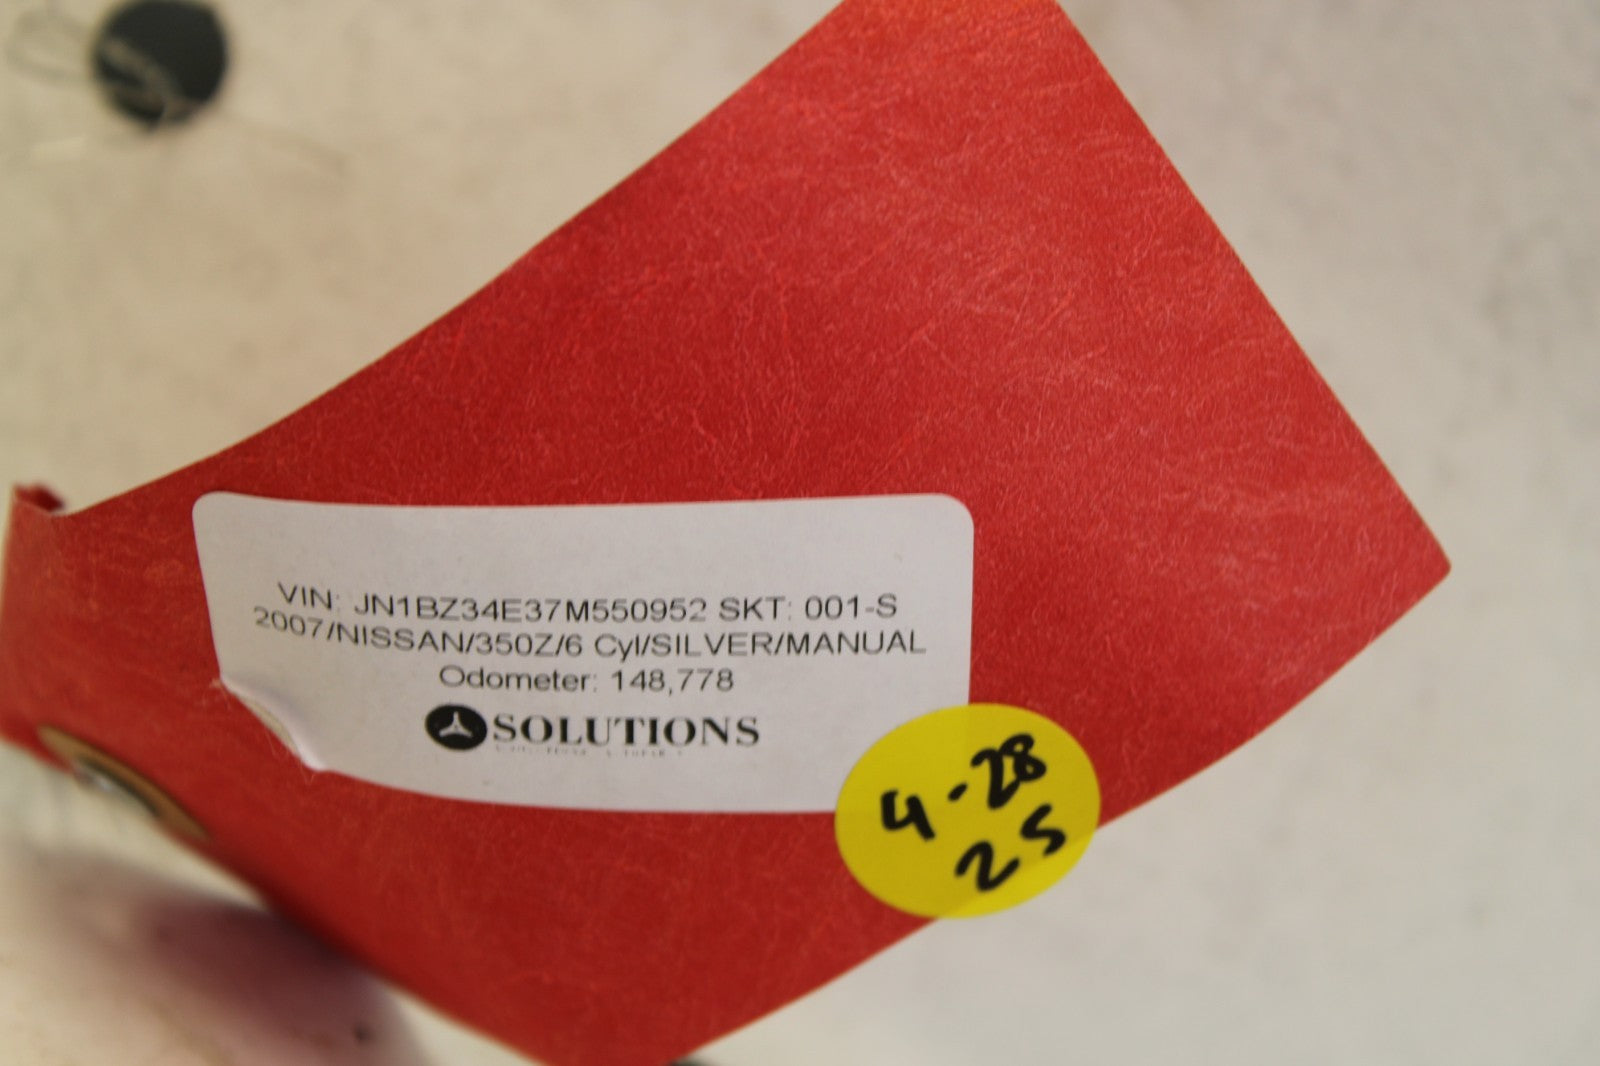 VIN: JN1BZ34E37M550952 SKT: 001-S
2007/NISSAN/350Z/6 Cyl/SILVER/MANUAL
Odometer: 148,778
SOLUTIONS
4-28
25